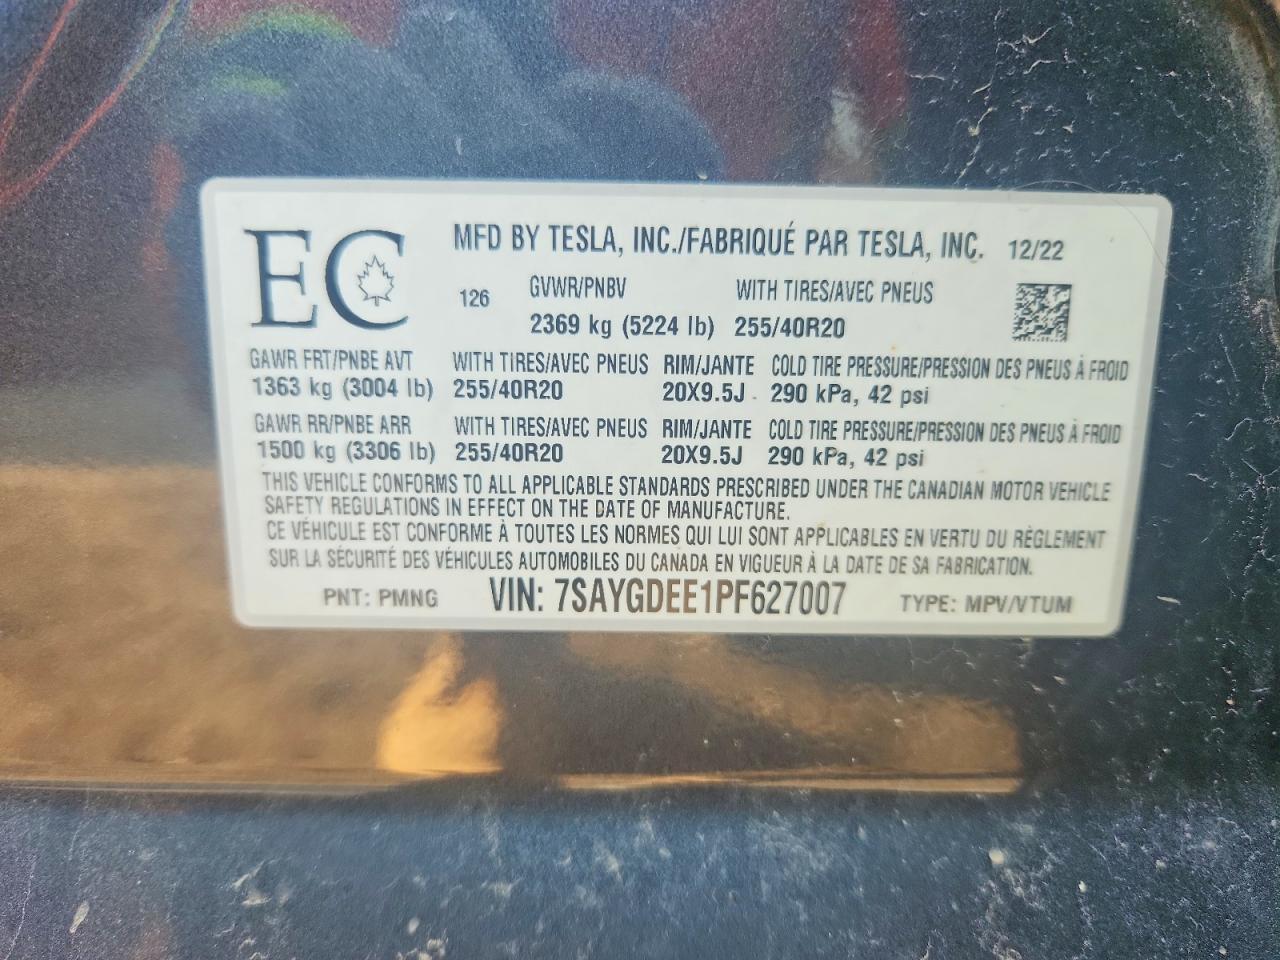 EC MFD BY TESLA, INC./FABRIQUÉ PAR TESLA, INC. 12/22
126 GVWR/PNBV WITH TIRES/AVEC PNEUS
2369 kg (5224 lb) 255/40R20
GAWR FRT/PNBE AVT WITH TIRES/AVEC PNEUS RIM/JANTE COLD TIRE PRESSURE/PRESSION DES PNEUS À FROID
1363 kg (3004 lb) 255/40R20 20X9.5J 290 kPa, 42 psi
GAWR RR/PNBE ARR WITH TIRES/AVEC PNEUS RIM/JANTE COLD TIRE PRESSURE/PRESSION DES PNEUS À FROID
1500 kg (3306 lb) 255/40R20 20X9.5J 290 kPa, 42 psi
THIS VEHICLE CONFORMS TO ALL APPLICABLE STANDARDS PRESCRIBED UNDER THE CANADIAN MOTOR VEHICLE
SAFETY REGULATIONS IN EFFECT ON THE DATE OF MANUFACTURE.
CE VÉHICULE EST CONFORME À TOUTES LES NORMES QUI LUI SONT APPLICABLES EN VERTU DU RÈGLEMENT
SUR LA SÉCURITÉ DES VÉHICULES AUTOMOBILES DU CANADA EN VIGUEUR À LA DATE DE SA FABRICATION.
PNT: PMNG VIN: 7SAYGDEE1PF627007 TYPE: MPV/VTUM